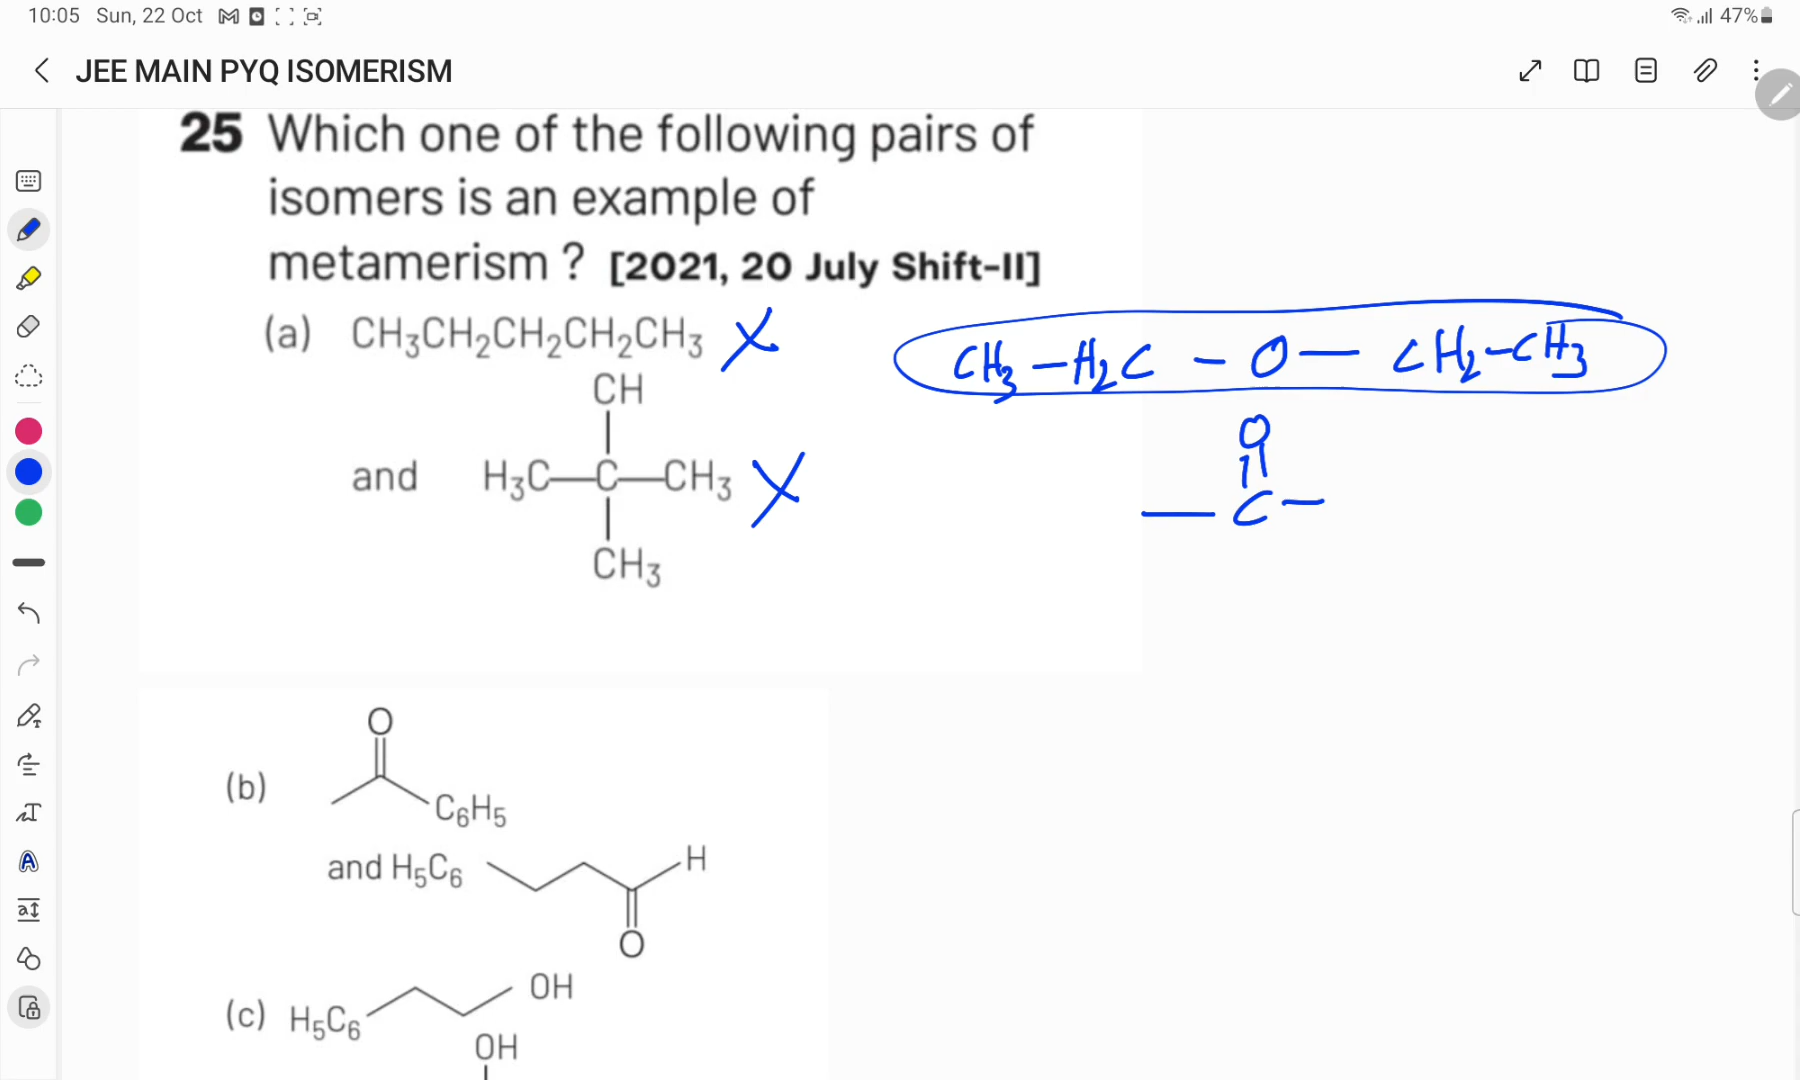 10:05 Sun, 22 Oct
47%
JEE MAIN PYQ ISOMERISM
25 Which one of the following pairs of
isomers is an example of
metamerism ? [2021, 20 July Shift-II]
(a) CH₃CH₂CH₂CH₂CH₃ X
CH₃ – H₂C – O – CH₂ – CH₃
CH
and H₃C–C–CH₃ X
CH₃
O
– C –
O
(b)
C₆H₅
and H₅C₆
H
O
(c) H₅C₆
OH
OH